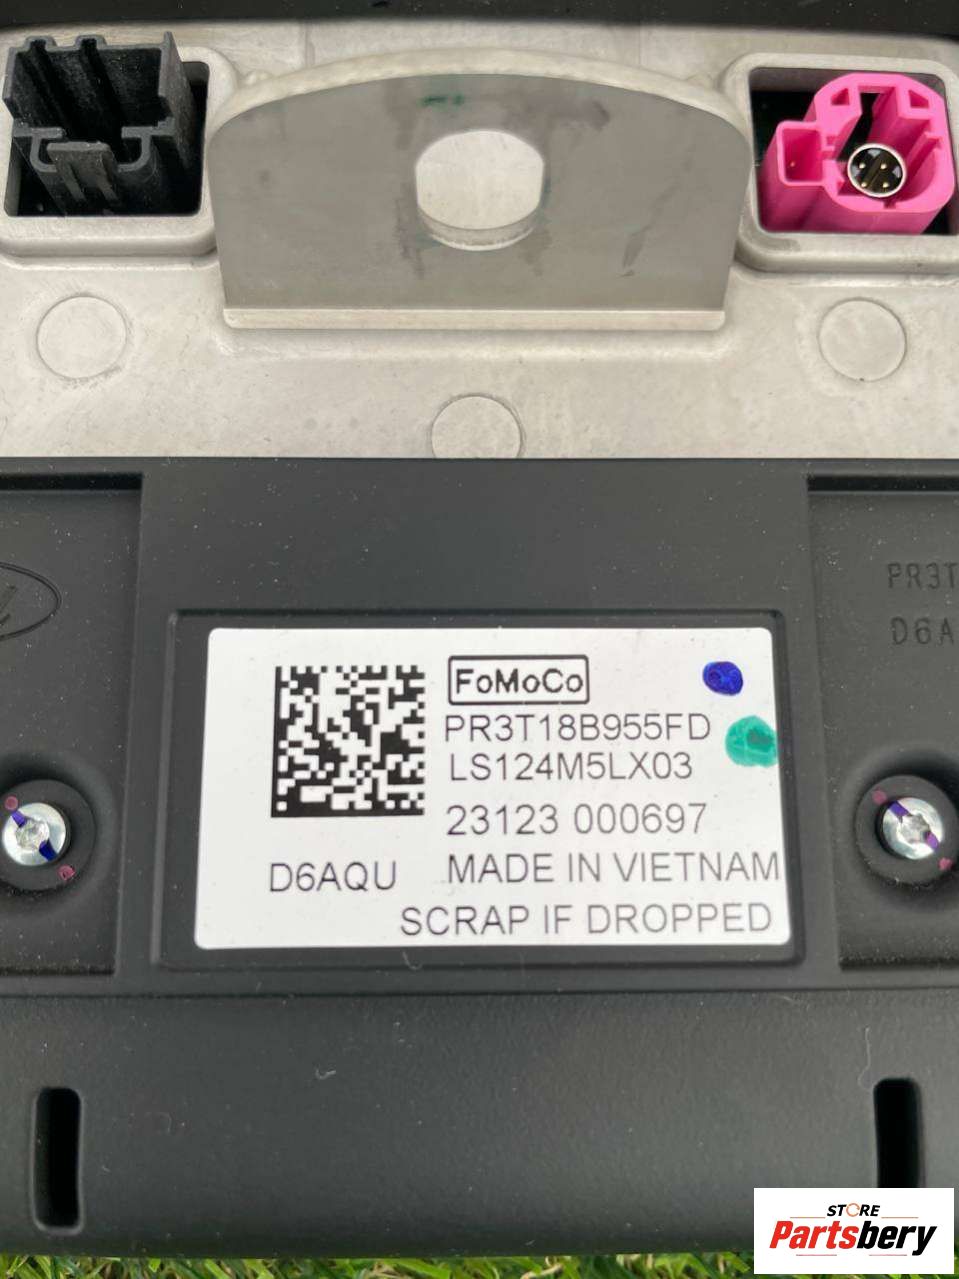 PR3T
D6A
FoMoCo
PR3T18B955FD
LS124M5LX03
23123 000697
D6AQU
MADE IN VIETNAM
SCRAP IF DROPPED
STORE
Partsbery